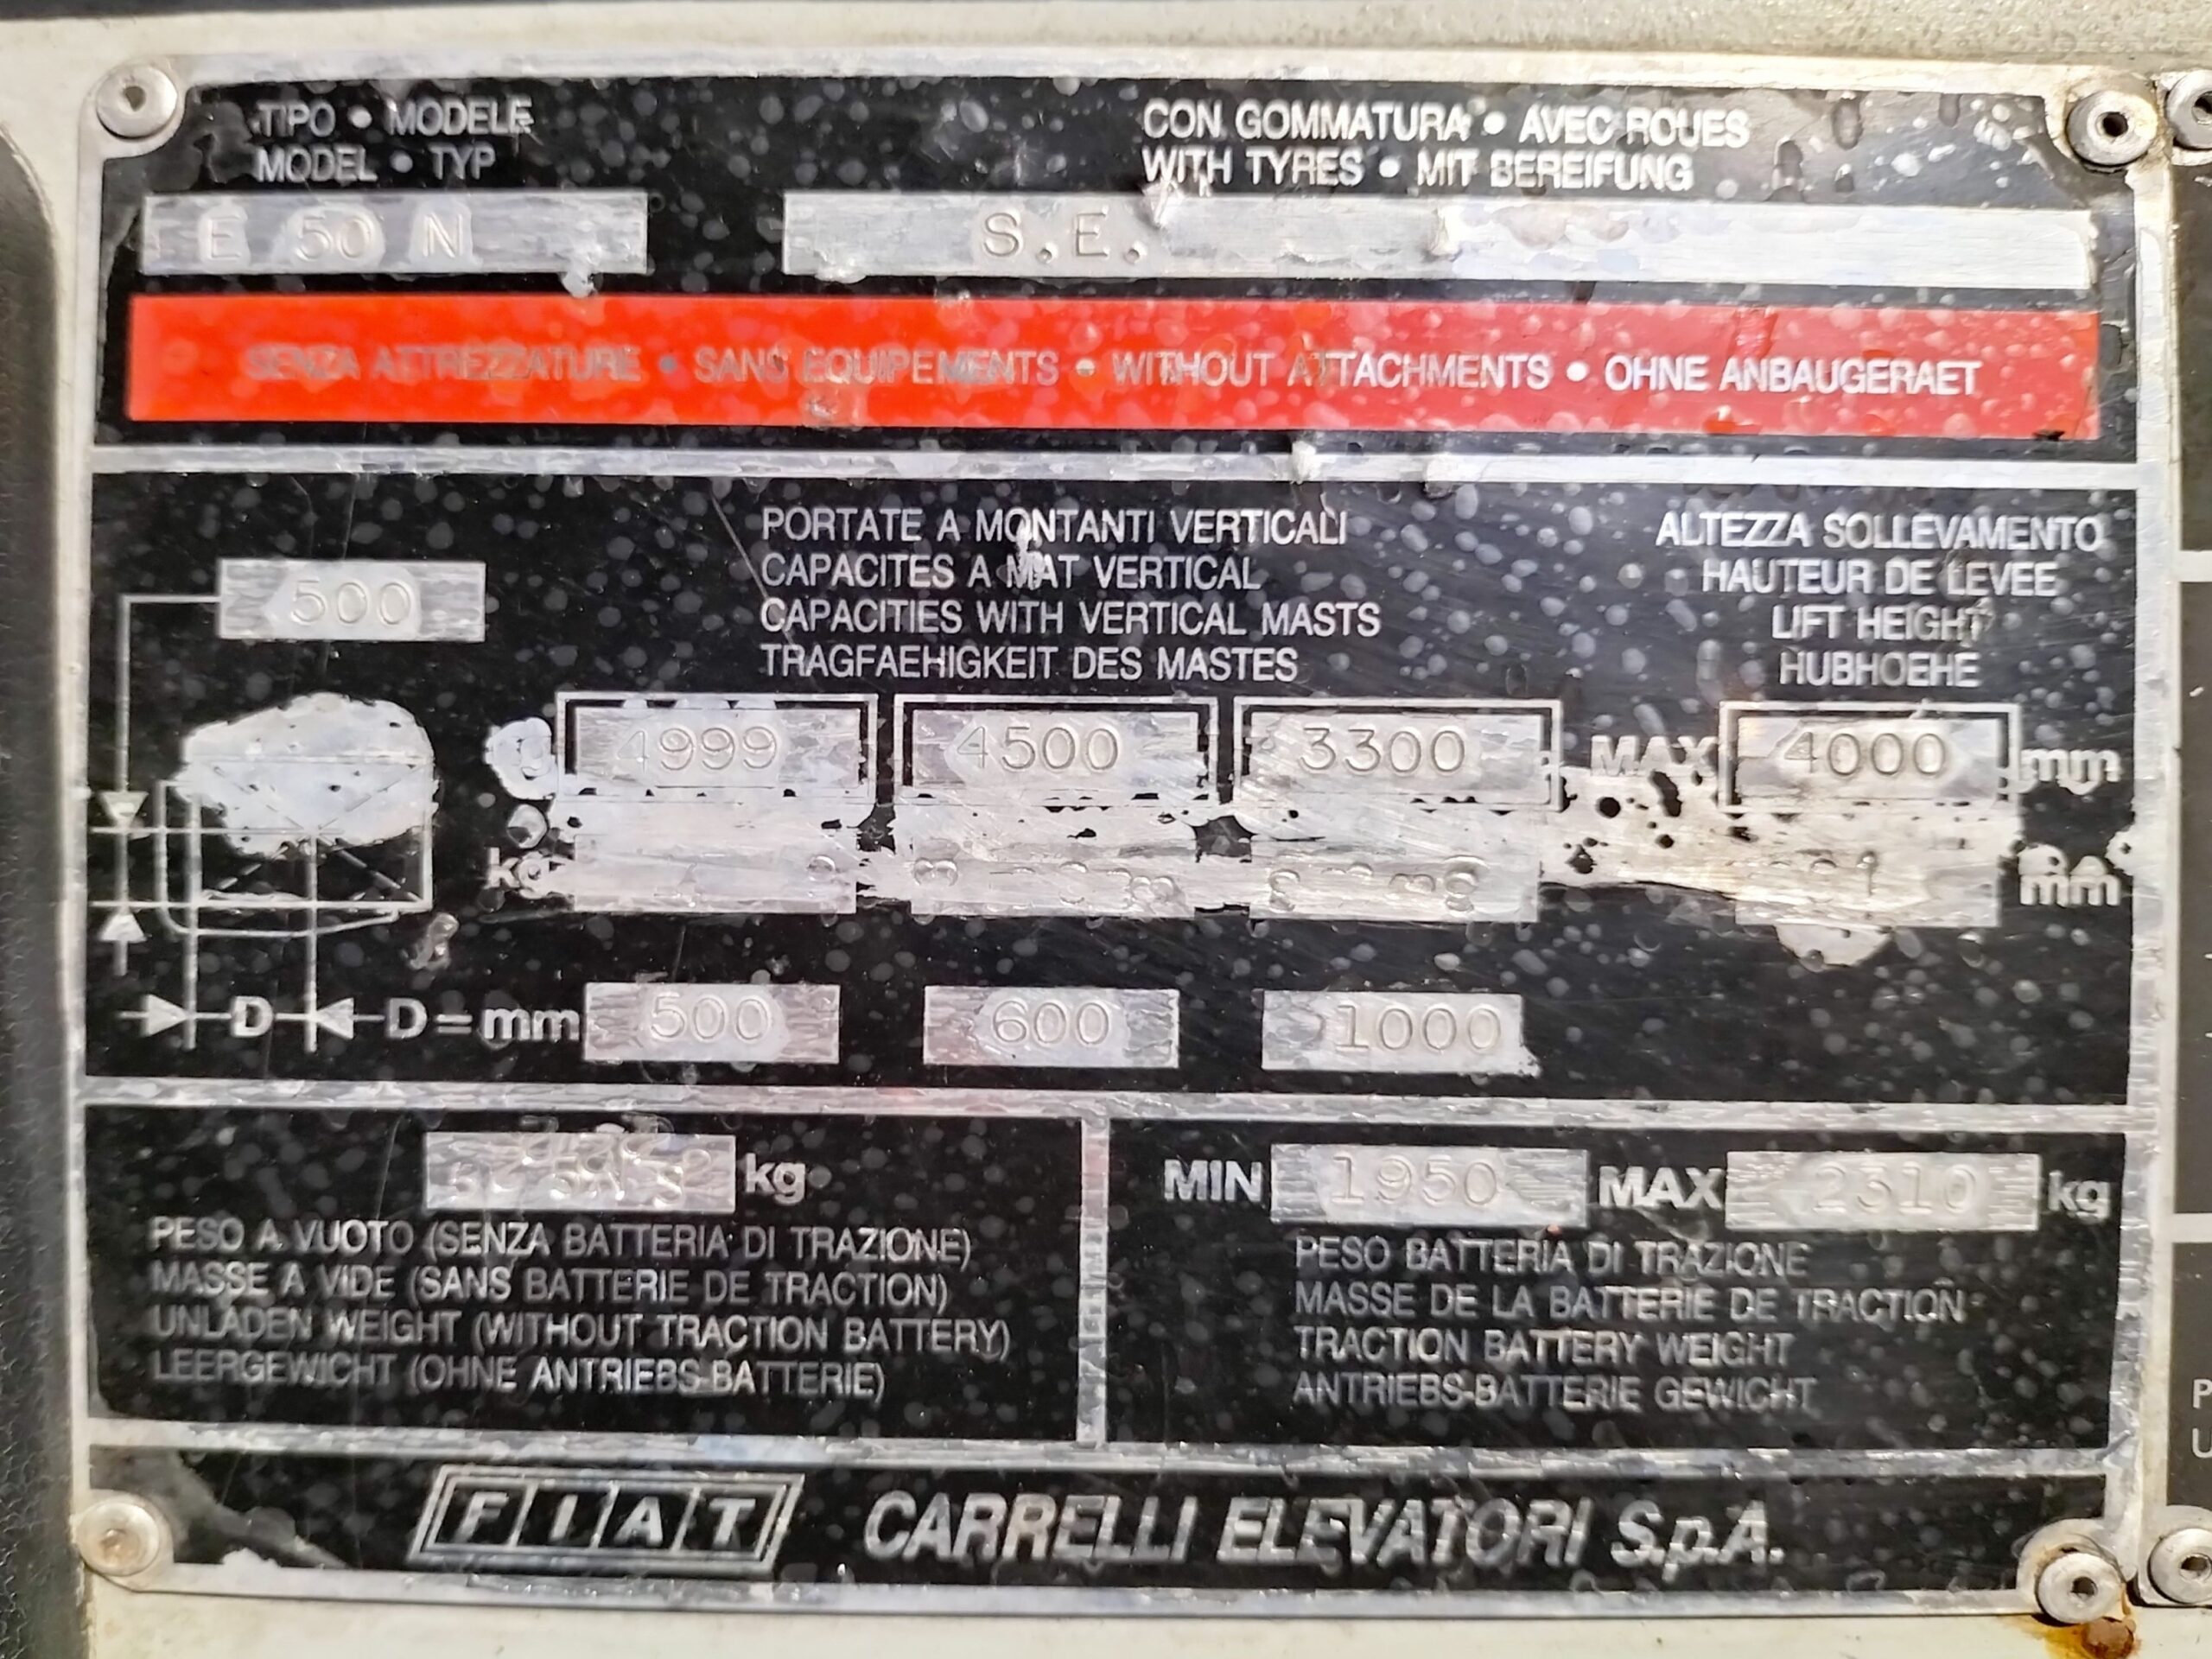 TIPO • MODELE
MODEL • TYP
CON GOMMATURA • AVEC ROUES
WITH TYRES • MIT BEREIFUNG
E 50 N
S.E.
SENZA ATTREZZATURE • SANS EQUIPEMENTS • WITHOUT ATTACHMENTS • OHNE ANBAUGERAET
PORTATE A MONTANTI VERTICALI
CAPACITES A MAT VERTICAL
CAPACITIES WITH VERTICAL MASTS
TRAGFAEHIGKEIT DES MASTES
ALTEZZA SOLLEVAMENTO
HAUTEUR DE LEVEE
LIFT HEIGHT
HUBHOEHE
500
4999 4500 3300 MAX 4000 mm
kg mm
D D = mm 500 600 1000
kg
PESO A VUOTO (SENZA BATTERIA DI TRAZIONE)
MASSE A VIDE (SANS BATTERIE DE TRACTION)
UNLADEN WEIGHT (WITHOUT TRACTION BATTERY)
LEERGEWICHT (OHNE ANTRIEBS-BATTERIE)
MIN 1950 MAX 2310 kg
PESO BATTERIA DI TRAZIONE
MASSE DE LA BATTERIE DE TRACTION
TRACTION BATTERY WEIGHT
ANTRIEBS-BATTERIE GEWICHT
FIAT CARRELLI ELEVATORI S.p.A.